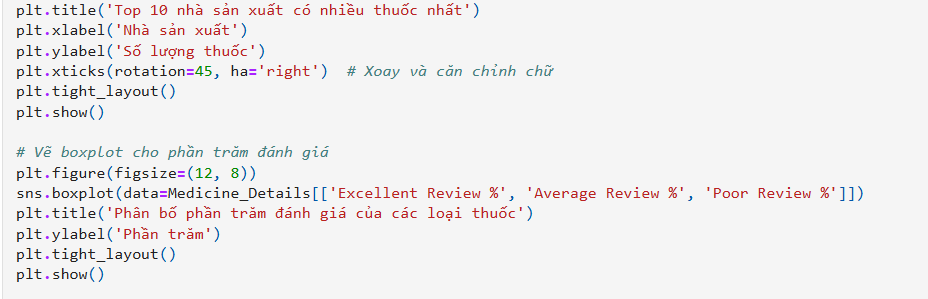 plt.title('Top 10 nhà sản xuất có nhiều thuốc nhất')
plt.xlabel('Nhà sản xuất')
plt.ylabel('Số lượng thuốc')
plt.xticks(rotation=45, ha='right')  # Xoay và căn chỉnh chữ
plt.tight_layout()
plt.show()

# Vẽ boxplot cho phần trăm đánh giá
plt.figure(figsize=(12, 8))
sns.boxplot(data=Medicine_Details[['Excellent Review %', 'Average Review %', 'Poor Review %']])
plt.title('Phân bố phần trăm đánh giá của các loại thuốc')
plt.ylabel('Phần trăm')
plt.tight_layout()
plt.show()